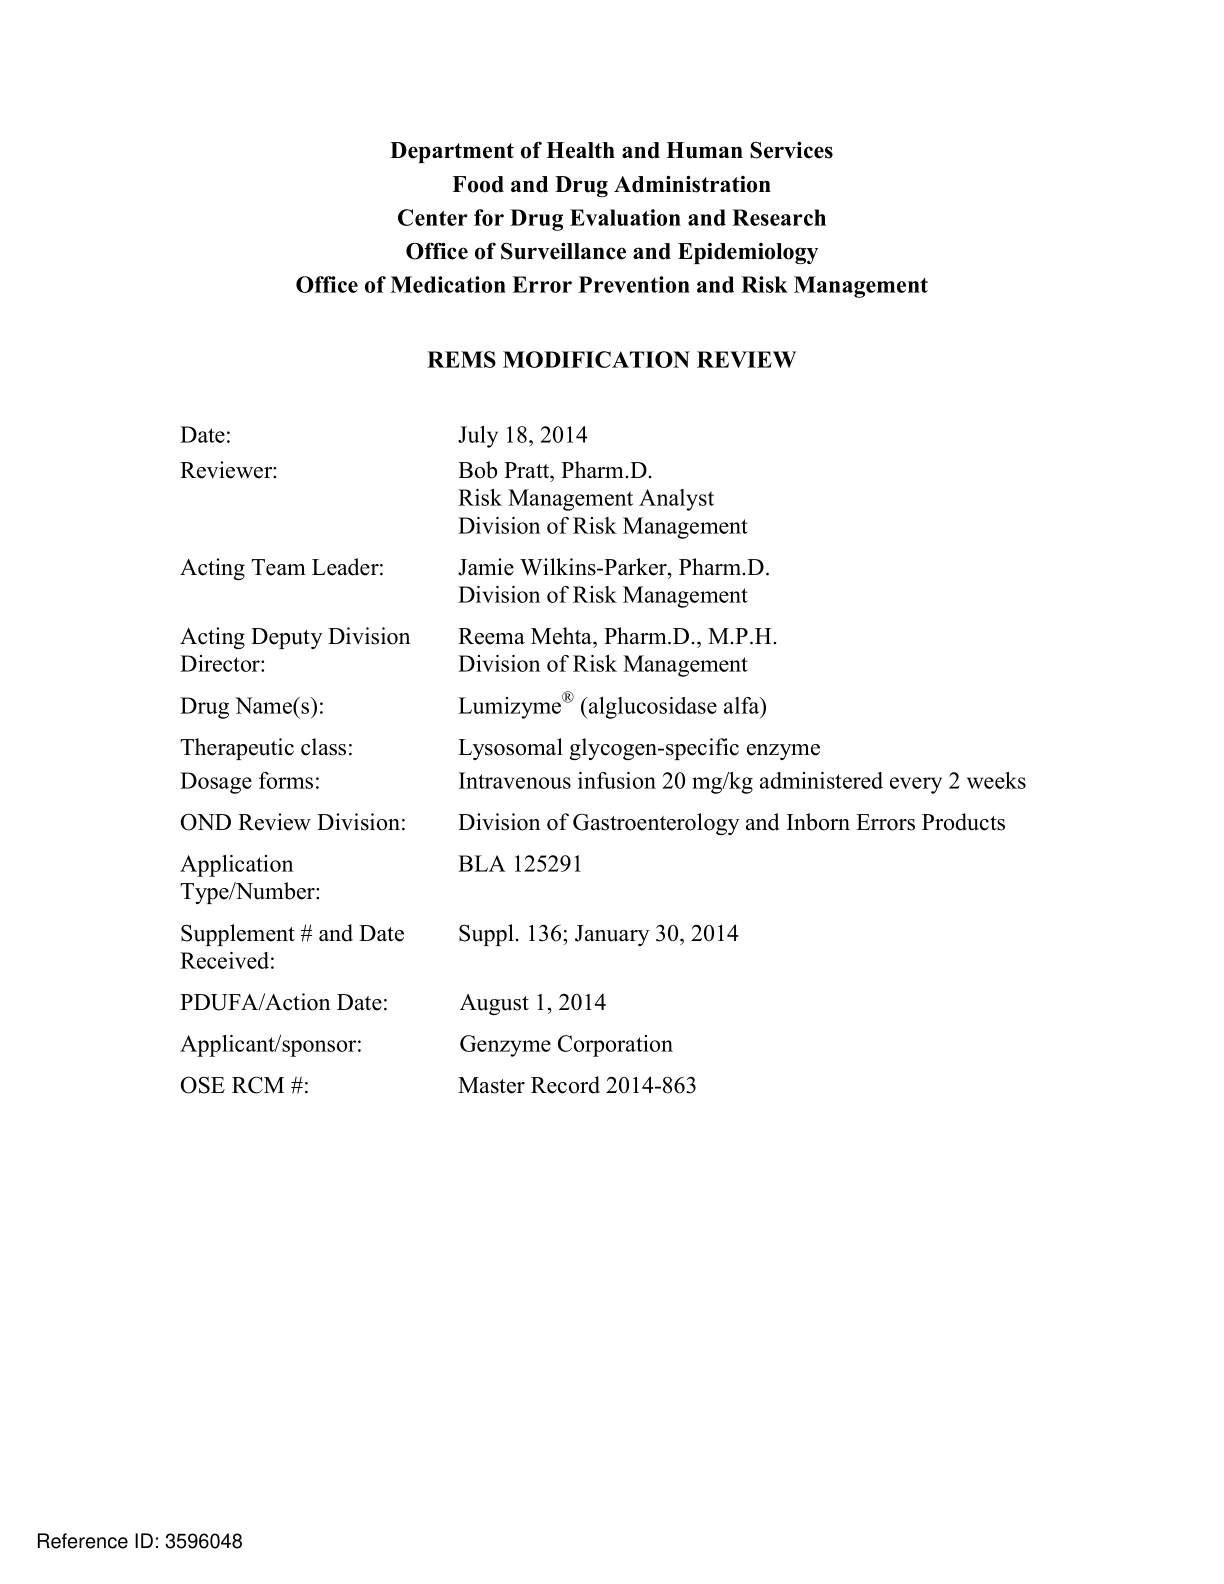 Department of Health and Human Services
Food and Drug Administration
Center for Drug Evaluation and Research
Office of Surveillance and Epidemiology
Office of Medication Error Prevention and Risk Management
REMS MODIFICATION REVIEW
Date: July 18, 2014
Reviewer: Bob Pratt, Pharm.D.
Risk Management Analyst
Division of Risk Management
Acting Team Leader: Jamie Wilkins-Parker, Pharm.D.
Division of Risk Management
Acting Deputy Division Reema Mehta, Pharm.D., M.P.H.
Director: Division of Risk Management
Drug Name(s): Lumizyme® (alglucosidase alfa)
Therapeutic class: Lysosomal glycogen-specific enzyme
Dosage forms: Intravenous infusion 20 mg/kg administered every 2 weeks
OND Review Division: Division of Gastroenterology and Inborn Errors Products
Application BLA 125291
Type/Number:
Supplement # and Date Suppl. 136; January 30, 2014
Received:
PDUFA/Action Date: August 1, 2014
Applicant/sponsor: Genzyme Corporation
OSE RCM #: Master Record 2014-863
Reference ID: 3596048